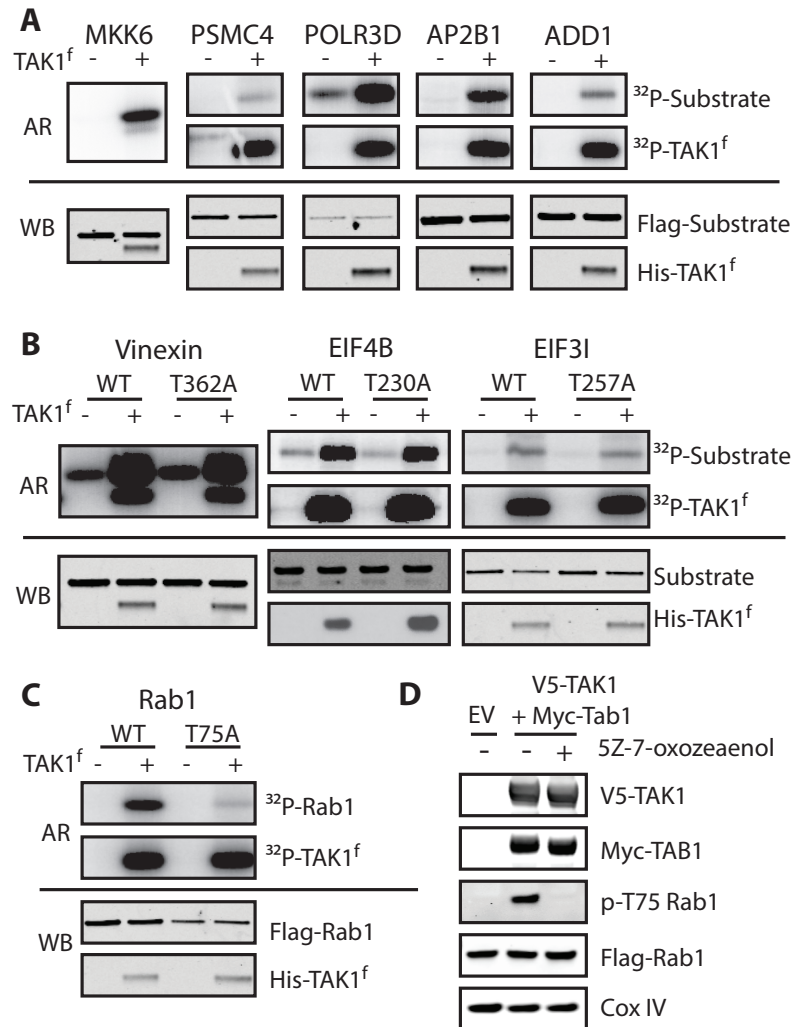 A
MKK6 PSMC4 POLR3D AP2B1 ADD1
TAK1f - + - + - + - + - +
AR
32P-Substrate
32P-TAK1f
WB
Flag-Substrate
His-TAK1f
B
Vinexin EIF4B EIF3I
WT T362A WT T230A WT T257A
TAK1f - + - + - + - + - + - +
AR
32P-Substrate
32P-TAK1f
WB
Substrate
His-TAK1f
C
Rab1
WT T75A
TAK1f - + - +
AR
32P-Rab1
32P-TAK1f
WB
Flag-Rab1
His-TAK1f
D
V5-TAK1
EV + Myc-Tab1
- - + 5Z-7-oxozeaenol
V5-TAK1
Myc-TAB1
p-T75 Rab1
Flag-Rab1
Cox IV